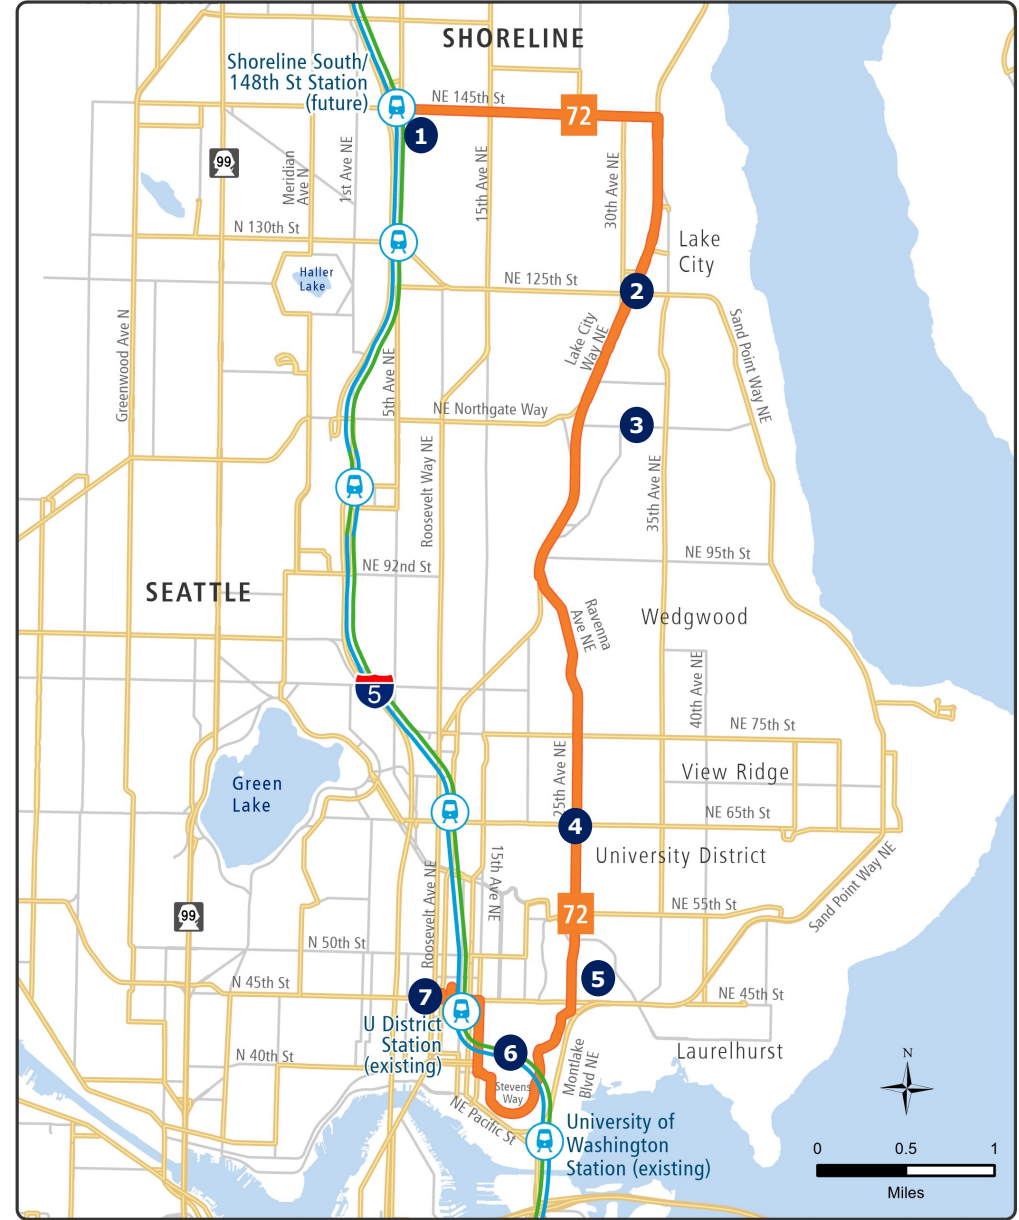 SHORELINE
Shoreline South/
148th St Station
(future)
NE 145th St
72
1
99
Meridian
Ave N
1st Ave NE
15th Ave NE
30th Ave NE
N 130th St
Lake
City
Haller
Lake
NE 125th St
2
Lake City
Way NE
Sand Point Way NE
Greenwood Ave N
5th Ave NE
NE Northgate Way
3
Roosevelt Way NE
35th Ave NE
NE 92nd St
NE 95th St
SEATTLE
Ravenna
Ave NE
Wedgwood
5
40th Ave NE
NE 75th St
25th Ave NE
View Ridge
Green
Lake
NE 65th St
4
University District
15th Ave NE
Roosevelt Ave NE
Sand Point Way NE
99
72
NE 55th St
N 50th St
5
N 45th St
7
NE 45th St
U District
Station
(existing)
6
N 40th St
Laurelhurst
Montlake
Blvd NE
Stevens
Way
N
NE Pacific St
University of
Washington
Station (existing)
0 0.5 1
Miles